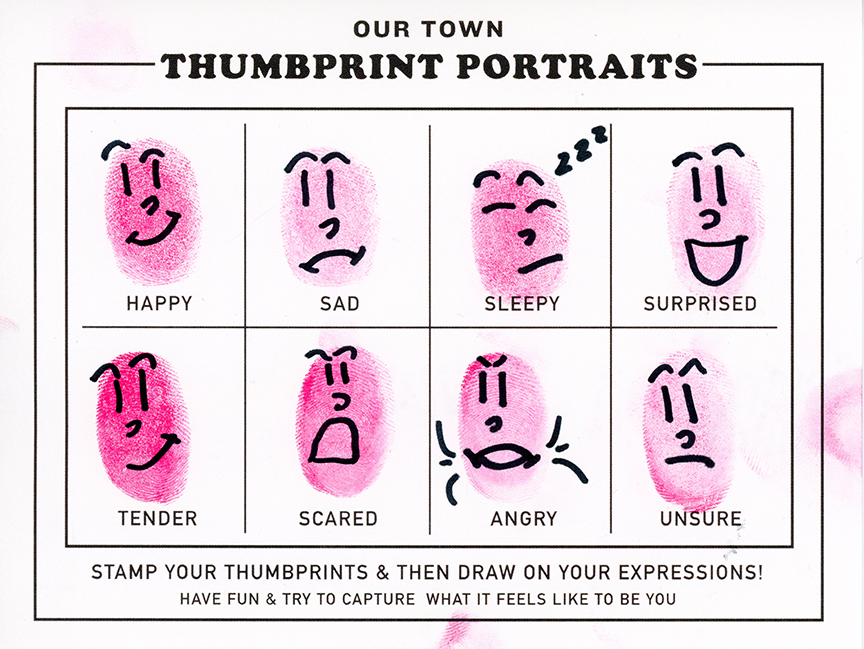 OUR TOWN
THUMBPRINT PORTRAITS
zzz
HAPPY SAD SLEEPY SURPRISED
TENDER SCARED ANGRY UNSURE
STAMP YOUR THUMBPRINTS & THEN DRAW ON YOUR EXPRESSIONS!
HAVE FUN & TRY TO CAPTURE WHAT IT FEELS LIKE TO BE YOU